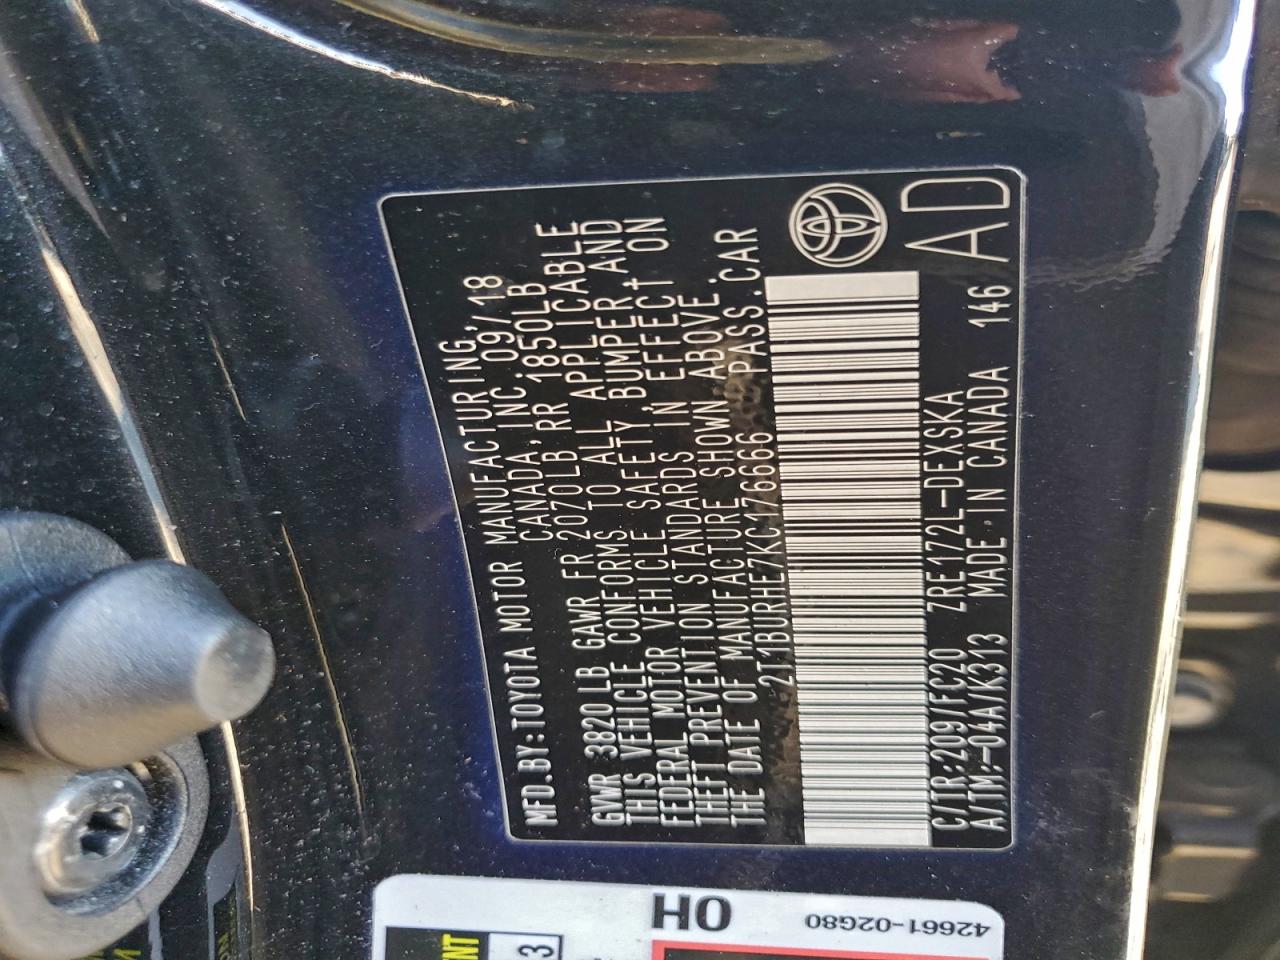 MFD.BY:TOYOTA MOTOR MANUFACTURING,
CANADA, INC. 09/18
GVWR 3820LB GAWR FR 2070LB,RR 1850LB
THIS VEHICLE CONFORMS TO ALL APPLICABLE
FEDERAL MOTOR VEHICLE SAFETY, BUMPER, AND
THEFT PREVENTION STANDARDS IN EFFECT ON
THE DATE OF MANUFACTURE SHOWN ABOVE.
2T1BURHE7KC176666 PASS.CAR
C/TR:209/FC20 ZRE172L-DEXSKA
A/TM:-04A/K313 MADE IN CANADA 146
AD
0H
42661-02G80
3